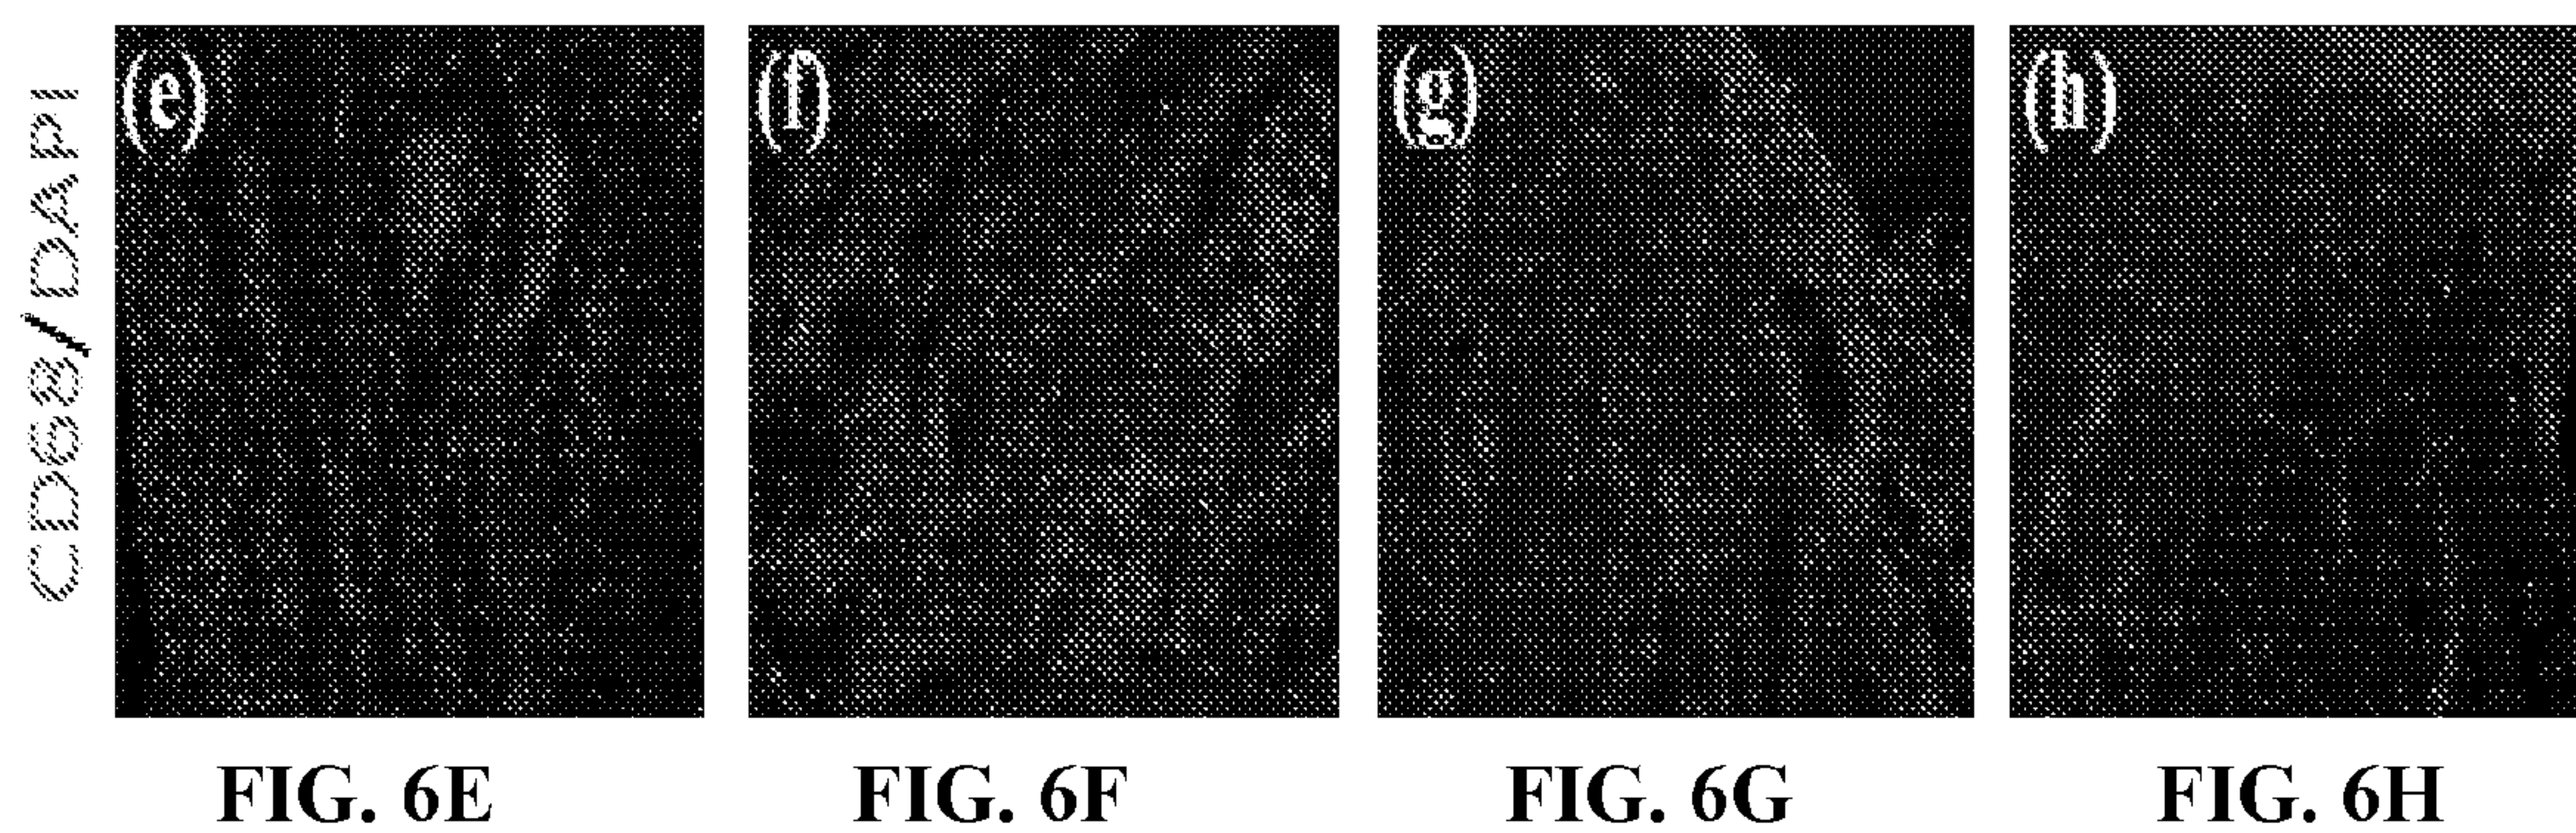 CD68/DAPI
(e) (f) (g) (h)
FIG. 6E FIG. 6F FIG. 6G FIG. 6H